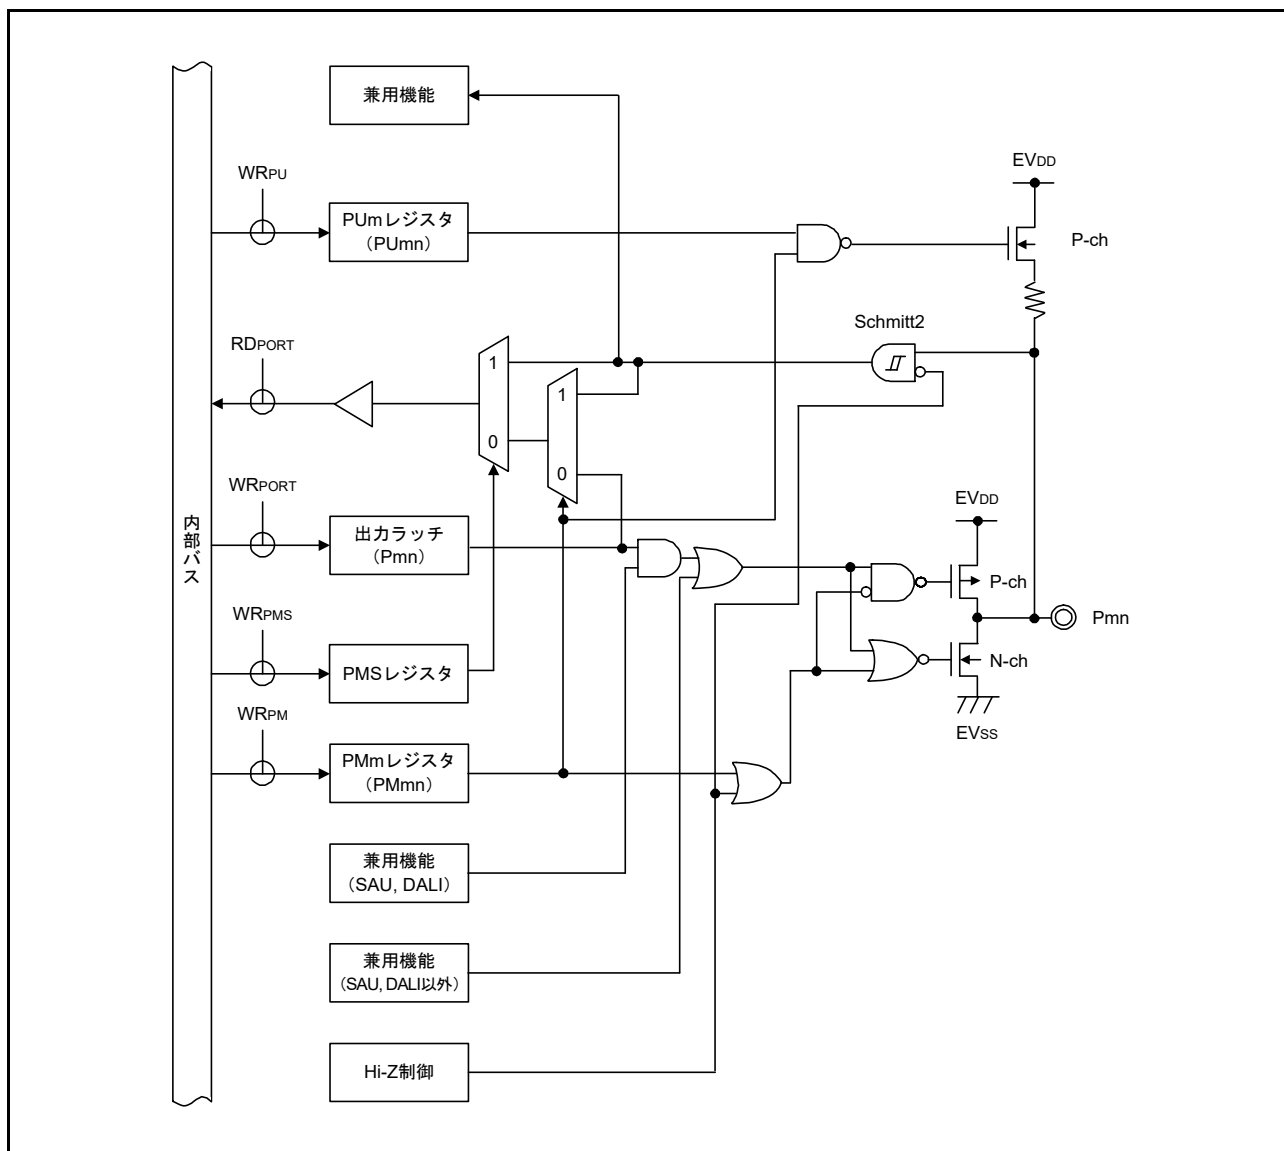 兼用機能
WRPU
EVDD
PUmレジスタ
（PUmn）
P-ch
RDPORT
Schmitt2
1
1
0
0
WRPORT
EVDD
内部バス
出力ラッチ
（Pmn）
P-ch
Pmn
WRPMS
PMSレジスタ
N-ch
WRPM
EVSS
PMmレジスタ
（PMmn）
兼用機能
（SAU, DALI）
兼用機能
（SAU, DALI以外）
Hi-Z制御